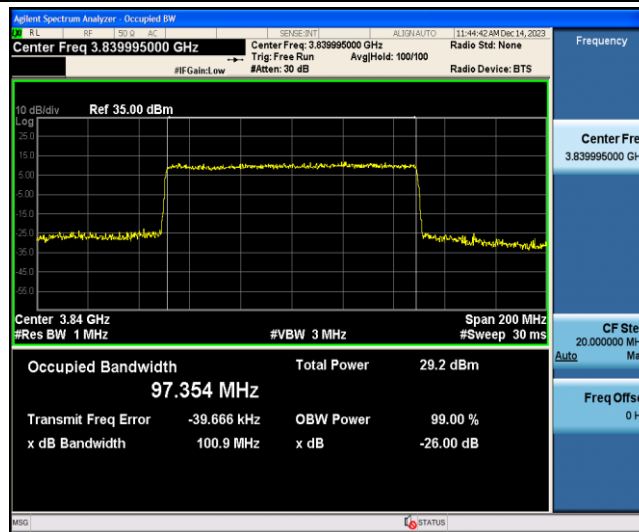 Agilent Spectrum Analyzer - Occupied BW
RL RF 50 Ω AC SENSE:INT ALIGNAUTO 11:44:42 AM Dec 14, 2023
Center Freq 3.839995000 GHz
Center Freq: 3.839995000 GHz
Radio Std: None
Trig: Free Run Avg|Hold: 100/100
#IFGain:Low #Atten: 30 dB Radio Device: BTS
10 dB/div Ref 35.00 dBm
Log
25.0
15.0
5.00
-5.00
-15.0
-25.0
-35.0
-45.0
-55.0
Center 3.84 GHz Span 200 MHz
#Res BW 1 MHz #VBW 3 MHz #Sweep 30 ms
Occupied Bandwidth Total Power 29.2 dBm
97.354 MHz
Transmit Freq Error -39.666 kHz OBW Power 99.00 %
x dB Bandwidth 100.9 MHz x dB -26.00 dB
MSG STATUS
Frequency
Center Fre
3.839995000 GH
CF Ste
20.000000 MH
Auto Ma
Freq Offse
0 H